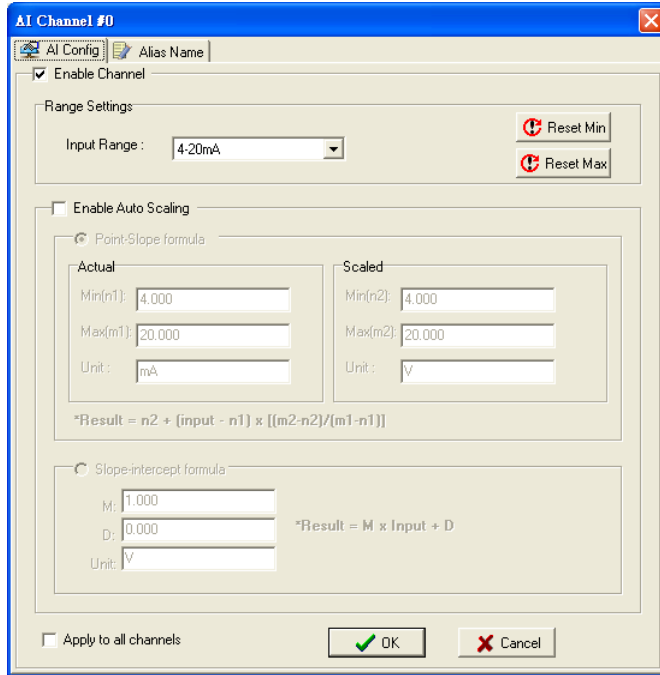 AI Channel #0
AI Config Alias Name
Enable Channel
Range Settings
Input Range : 4-20mA
Reset Min
Reset Max
Enable Auto Scaling
Point-Slope formula
Actual
Min(n1): 4.000
Max(m1): 20.000
Unit : mA
Scaled
Min(n2): 4.000
Max(m2): 20.000
Unit : V
*Result = n2 + (input - n1) x [(m2-n2)/(m1-n1)]
Slope-intercept formula
M: 1.000
D: 0.000
Unit: V
*Result = M x Input + D
Apply to all channels
OK
Cancel